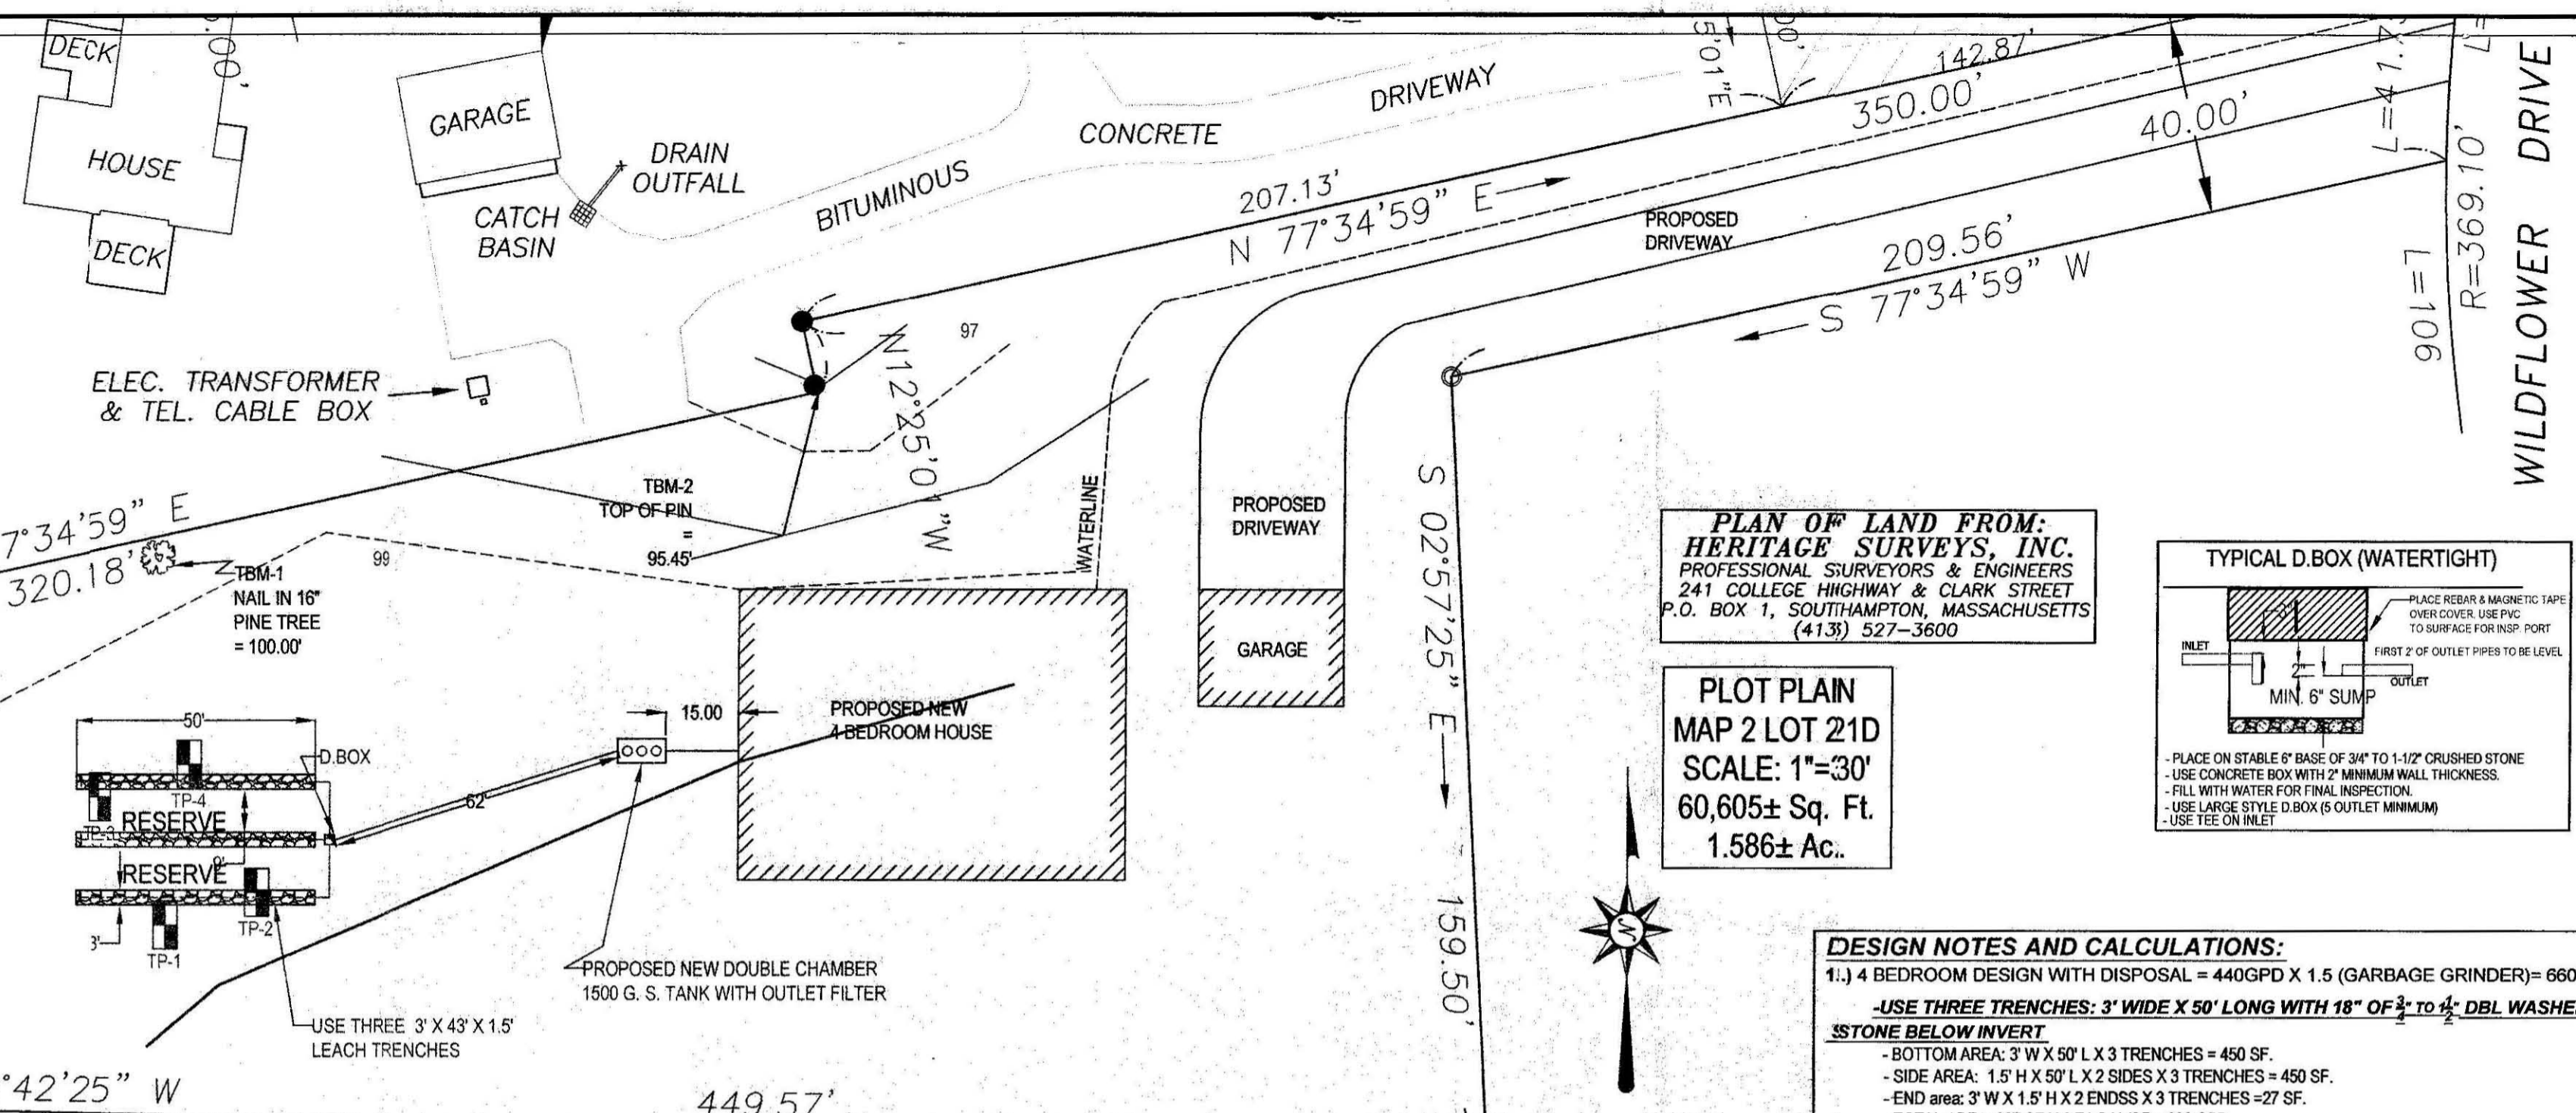 DECK
HOUSE
DECK
GARAGE
DRAIN
OUTFALL
CATCH
BASIN
BITUMINOUS
CONCRETE
DRIVEWAY
5'01"E
142.87'
350.00'
40.00'
207.13'
N 77°34'59" E
PROPOSED
DRIVEWAY
209.56'
S 77°34'59" W
L=106
R=369.10'
WILDFLOWER DRIVE
ELEC. TRANSFORMER
& TEL. CABLE BOX
97
N12°25'01"W
7°34'59" E
320.18'
TBM-1
NAIL IN 16"
PINE TREE
= 100.00'
99
TBM-2
TOP OF PIN
=
95.45'
WATERLINE
PROPOSED
DRIVEWAY
GARAGE
S 02°57'25" E
159.50'
PLAN OF LAND FROM:
HERITAGE SURVEYS, INC.
PROFESSIONAL SURVEYORS & ENGINEERS
241 COLLEGE HIGHWAY & CLARK STREET
P.O. BOX 1, SOUTHAMPTON, MASSACHUSETTS
(413) 527-3600
PLOT PLAIN
MAP 2 LOT 21D
SCALE: 1"=30'
60,605± Sq. Ft.
1.586± Ac..
TYPICAL D.BOX (WATERTIGHT)
PLACE REBAR & MAGNETIC TAPE
OVER COVER. USE PVC
TO SURFACE FOR INSP. PORT
INLET
FIRST 2' OF OUTLET PIPES TO BE LEVEL
2"
OUTLET
MIN. 6" SUMP
- PLACE ON STABLE 6" BASE OF 3/4" TO 1-1/2" CRUSHED STONE
- USE CONCRETE BOX WITH 2" MINIMUM WALL THICKNESS.
- FILL WITH WATER FOR FINAL INSPECTION.
- USE LARGE STYLE D.BOX (5 OUTLET MINIMUM)
- USE TEE ON INLET
50'
D.BOX
TP-4
TP-3
RESERVE
RESERVE
9'
TP-2
3'
TP-1
62'
15.00
PROPOSED NEW
4 BEDROOM HOUSE
PROPOSED NEW DOUBLE CHAMBER
1500 G. S. TANK WITH OUTLET FILTER
USE THREE 3' X 43' X 1.5'
LEACH TRENCHES
N
°42'25" W
449.57'
DESIGN NOTES AND CALCULATIONS:
1.) 4 BEDROOM DESIGN WITH DISPOSAL = 440GPD X 1.5 (GARBAGE GRINDER)= 660
-USE THREE TRENCHES: 3' WIDE X 50' LONG WITH 18" OF 3/4" TO 1 1/2" DBL WASHE
STONE BELOW INVERT
- BOTTOM AREA: 3' W X 50' L X 3 TRENCHES = 450 SF.
- SIDE AREA: 1.5' H X 50' L X 2 SIDES X 3 TRENCHES = 450 SF.
- END area: 3' W X 1.5' H X 2 ENDSS X 3 TRENCHES =27 SF.